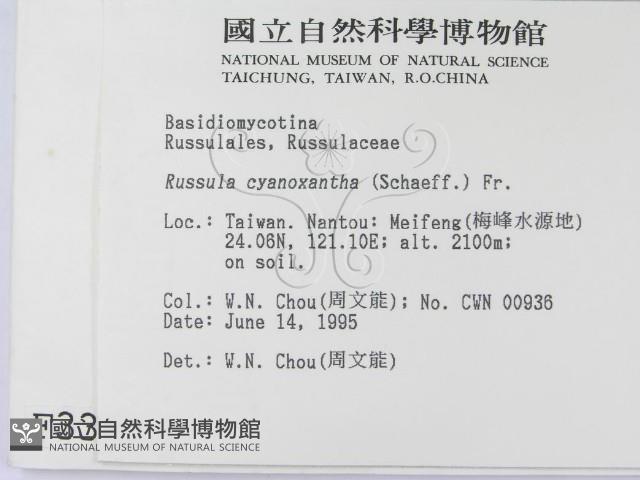 國立自然科學博物館
NATIONAL MUSEUM OF NATURAL SCIENCE
TAICHUNG, TAIWAN, R.O.CHINA
Basidiomycotina
Russulales, Russulaceae
Russula cyanoxantha (Schaeff.) Fr.
Loc.: Taiwan. Nantou: Meifeng(梅峰水源地)
24.06N, 121.10E; alt. 2100m;
on soil.
Col.: W.N. Chou(周文能); No. CWN 00936
Date: June 14, 1995
Det.: W.N. Chou(周文能)
F33
國立自然科學博物館
NATIONAL MUSEUM OF NATURAL SCIENCE